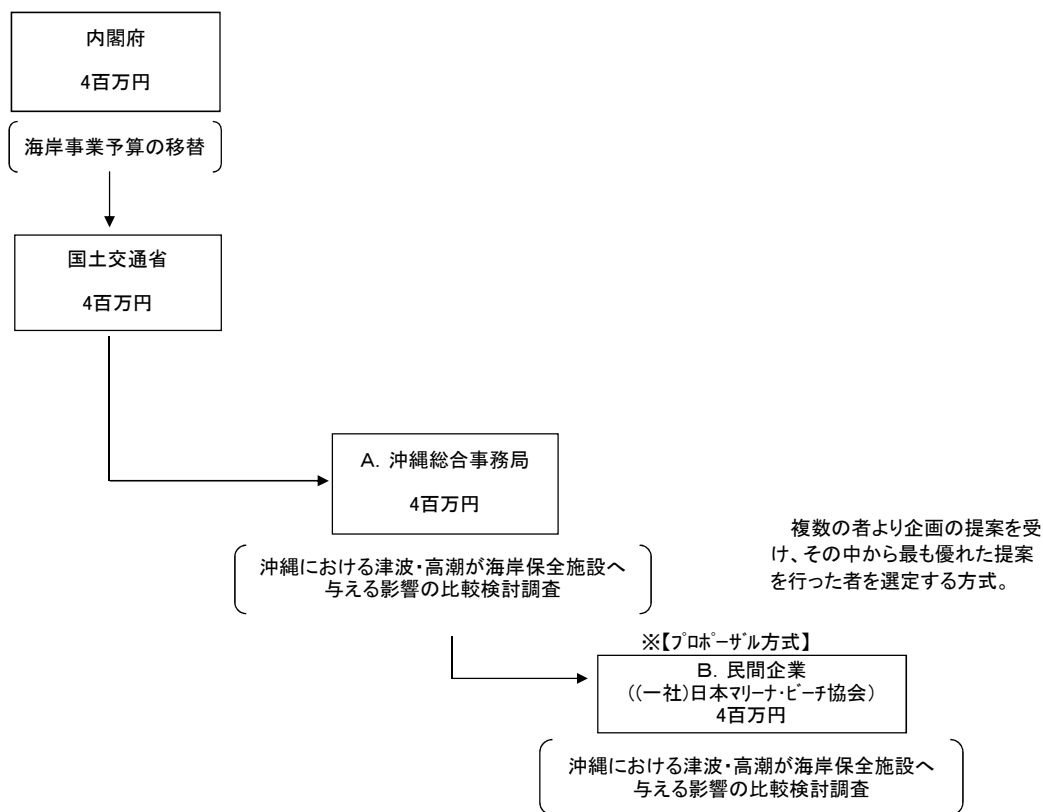 内閣府
4百万円
海岸事業予算の移替
国土交通省
4百万円
A．沖縄総合事務局
4百万円
沖縄における津波・高潮が海岸保全施設へ
与える影響の比較検討調査
複数の者より企画の提案を受
け、その中から最も優れた提案
を行った者を選定する方式。
※【ﾌﾟﾛﾎﾟｰｻﾞﾙ方式】
B．民間企業
((一社)日本ﾏﾘｰﾅ･ﾋﾞｰﾁ協会)
4百万円
沖縄における津波・高潮が海岸保全施設へ
与える影響の比較検討調査